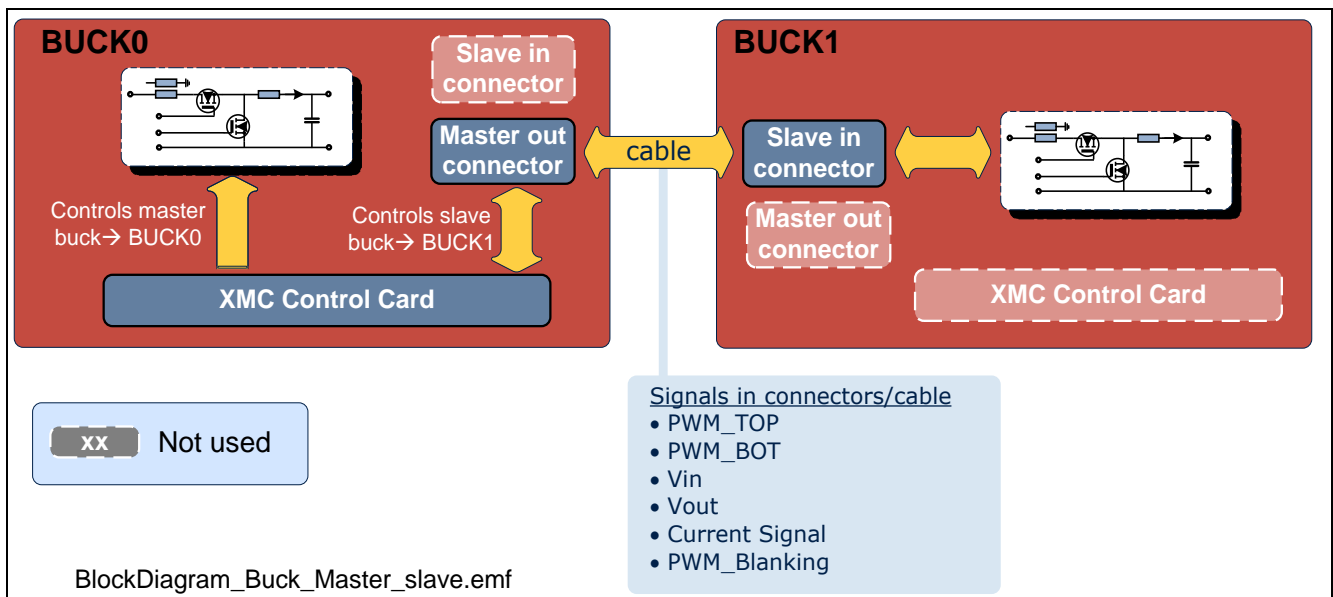 BUCK0
Slave in
connector
Master out
connector
Controls master
buck→ BUCK0
Controls slave
buck→ BUCK1
XMC Control Card
cable
BUCK1
Slave in
connector
Master out
connector
XMC Control Card
xx Not used
Signals in connectors/cable
• PWM_TOP
• PWM_BOT
• Vin
• Vout
• Current Signal
• PWM_Blanking
BlockDiagram_Buck_Master_slave.emf